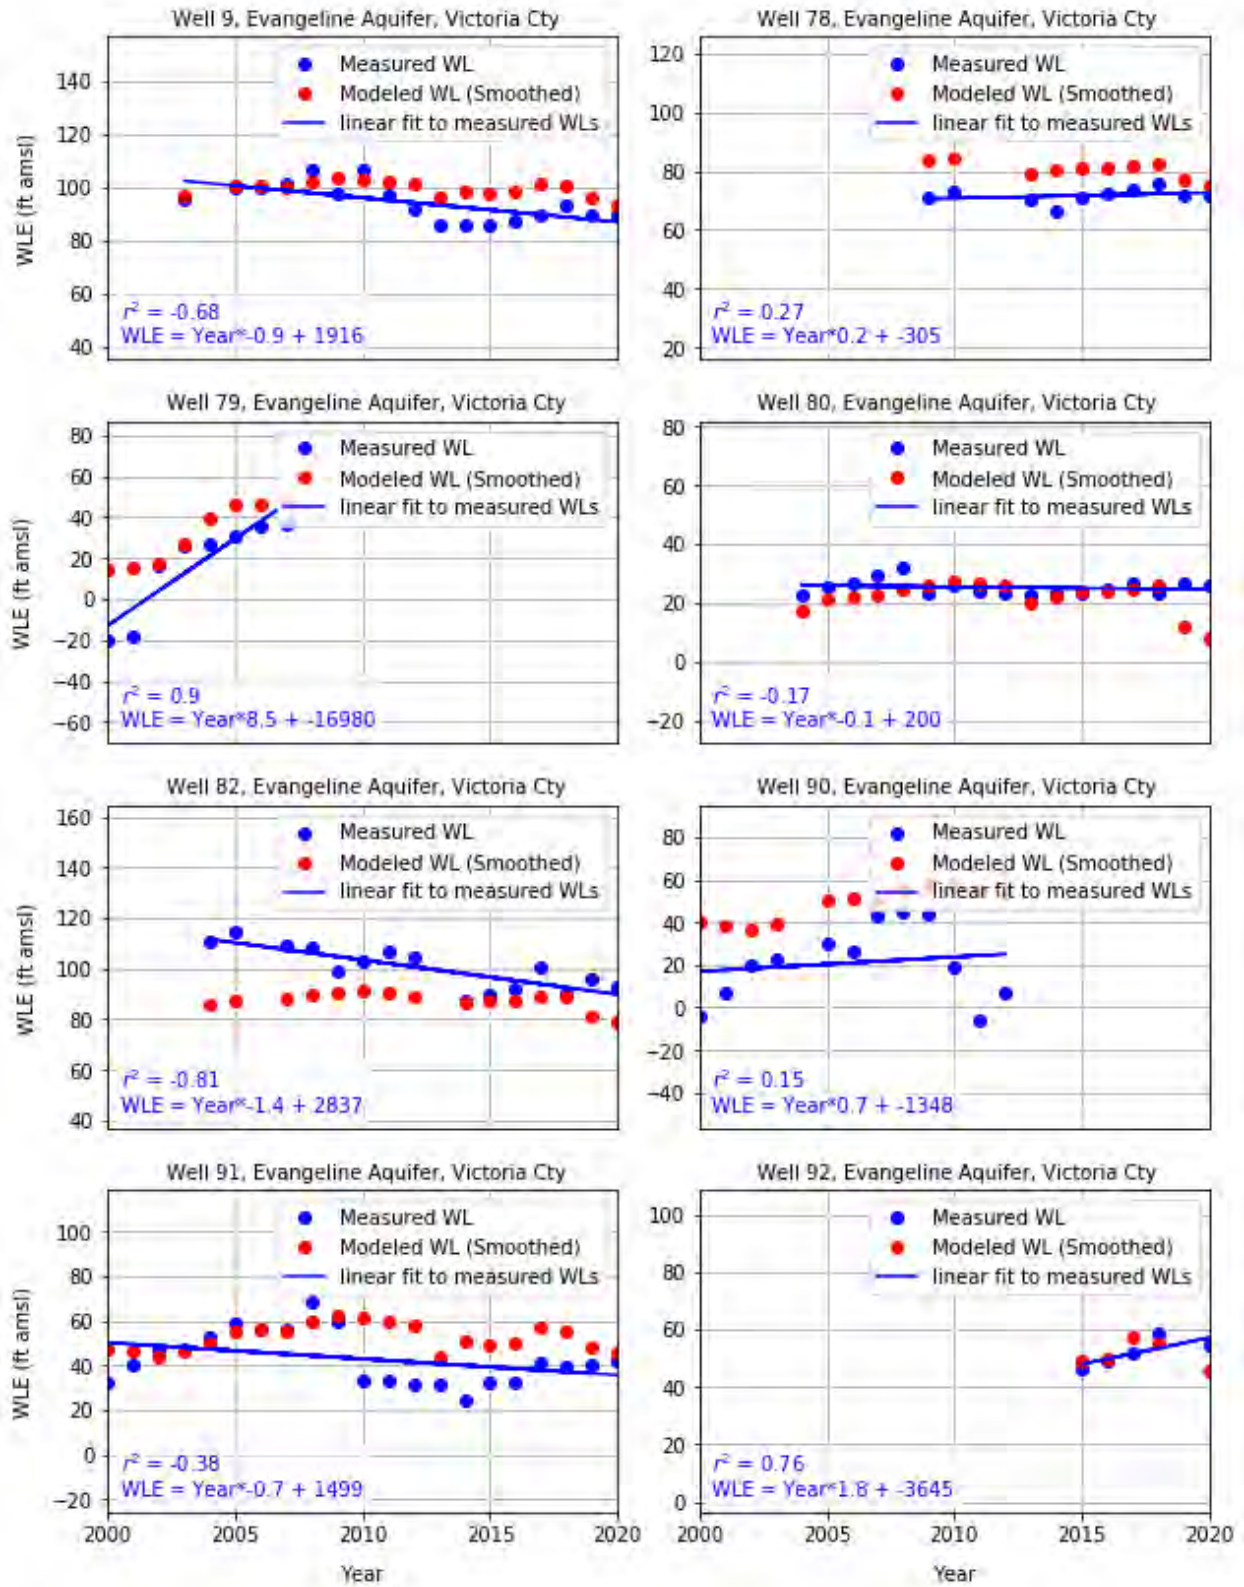 Well 9, Evangeline Aquifer, Victoria Cty
WLE (ft amsl)
140
120
100
80
60
40
Measured WL
Modeled WL (Smoothed)
linear fit to measured WLs
r² = -0.68
WLE = Year*-0.9 + 1916
Well 78, Evangeline Aquifer, Victoria Cty
120
100
80
60
40
20
Measured WL
Modeled WL (Smoothed)
linear fit to measured WLs
r² = 0.27
WLE = Year*0.2 + -305
Well 79, Evangeline Aquifer, Victoria Cty
WLE (ft amsl)
80
60
40
20
0
−20
−40
−60
Measured WL
Modeled WL (Smoothed)
linear fit to measured WLs
r² = 0.9
WLE = Year*8.5 + -16980
Well 80, Evangeline Aquifer, Victoria Cty
80
60
40
20
0
−20
Measured WL
Modeled WL (Smoothed)
linear fit to measured WLs
r² = -0.17
WLE = Year*-0.1 + 200
Well 82, Evangeline Aquifer, Victoria Cty
WLE (ft amsl)
160
140
120
100
80
60
40
Measured WL
Modeled WL (Smoothed)
linear fit to measured WLs
r² = -0.81
WLE = Year*-1.4 + 2837
Well 90, Evangeline Aquifer, Victoria Cty
80
60
40
20
0
−20
−40
Measured WL
Modeled WL (Smoothed)
linear fit to measured WLs
r² = 0.15
WLE = Year*0.7 + -1348
Well 91, Evangeline Aquifer, Victoria Cty
WLE (ft amsl)
100
80
60
40
20
0
−20
Measured WL
Modeled WL (Smoothed)
linear fit to measured WLs
r² = -0.38
WLE = Year*-0.7 + 1499
2000 2005 2010 2015 2020
Year
Well 92, Evangeline Aquifer, Victoria Cty
100
80
60
40
20
0
Measured WL
Modeled WL (Smoothed)
linear fit to measured WLs
r² = 0.76
WLE = Year*1.8 + -3645
2000 2005 2010 2015 2020
Year